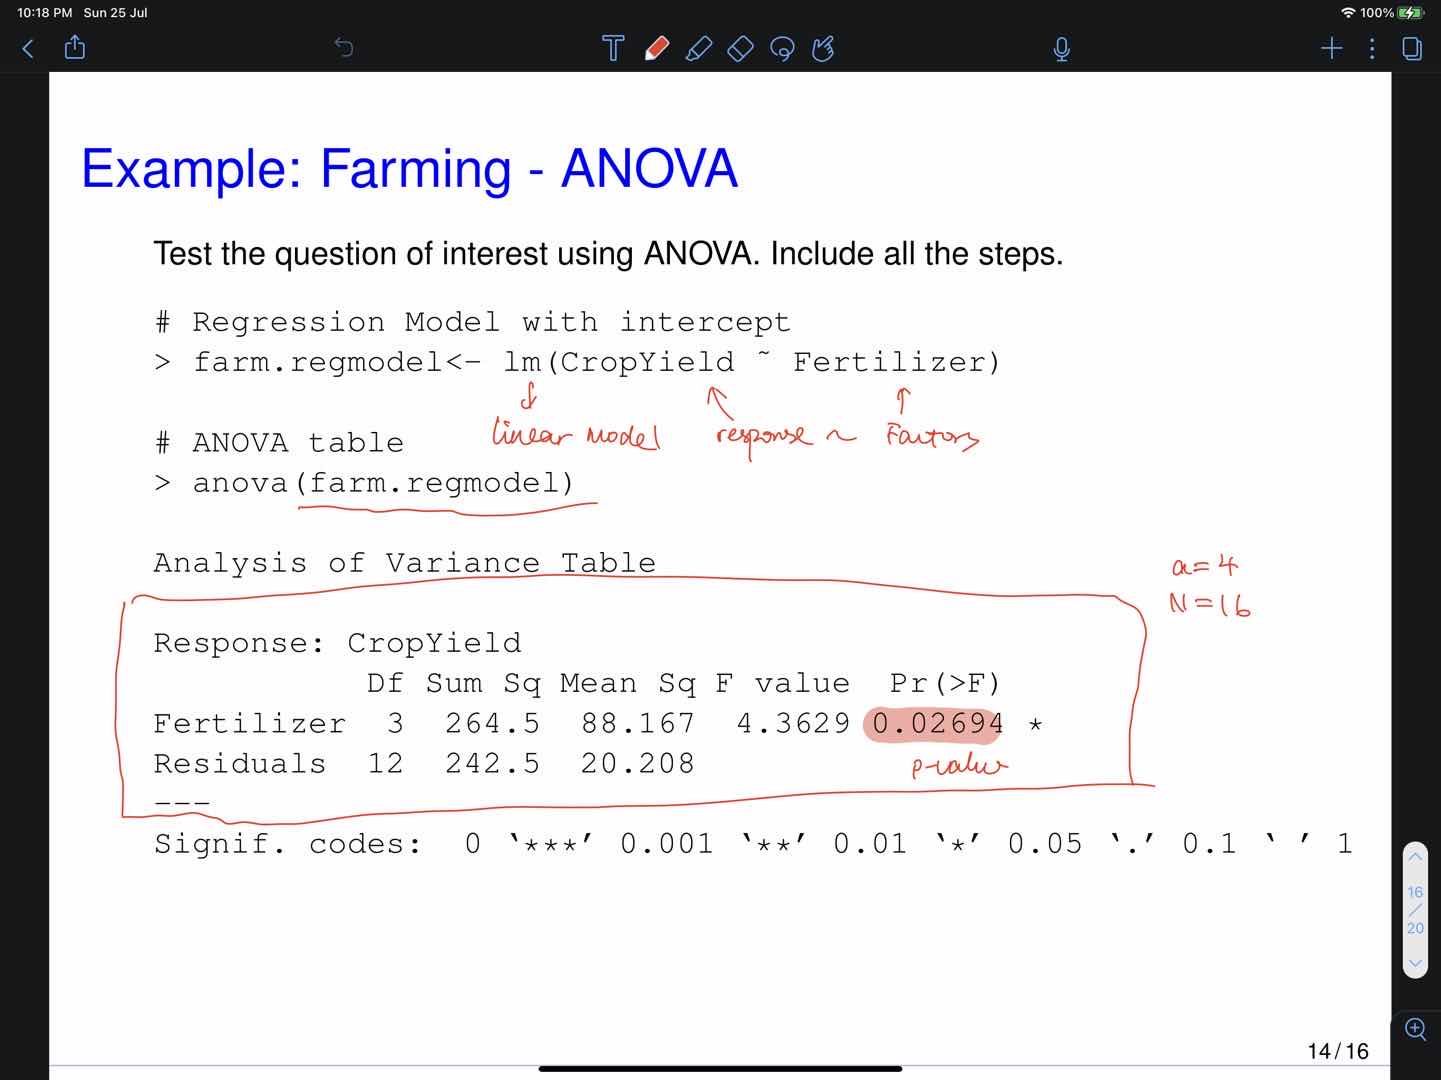 10:18 PM Sun 25 Jul
100%
Example: Farming - ANOVA
Test the question of interest using ANOVA. Include all the steps.
# Regression Model with intercept
> farm.regmodel<- lm(CropYield ~ Fertilizer)
linear model response ~ Factors
# ANOVA table
> anova(farm.regmodel)
Analysis of Variance Table
a=4
N=16
Response: CropYield
Df Sum Sq Mean Sq F value Pr(>F)
Fertilizer 3 264.5 88.167 4.3629 0.02694 *
Residuals 12 242.5 20.208
p-value
---
Signif. codes: 0 ‘***’ 0.001 ‘**’ 0.01 ‘*’ 0.05 ‘.’ 0.1 ‘ ’ 1
16
/
20
14/16